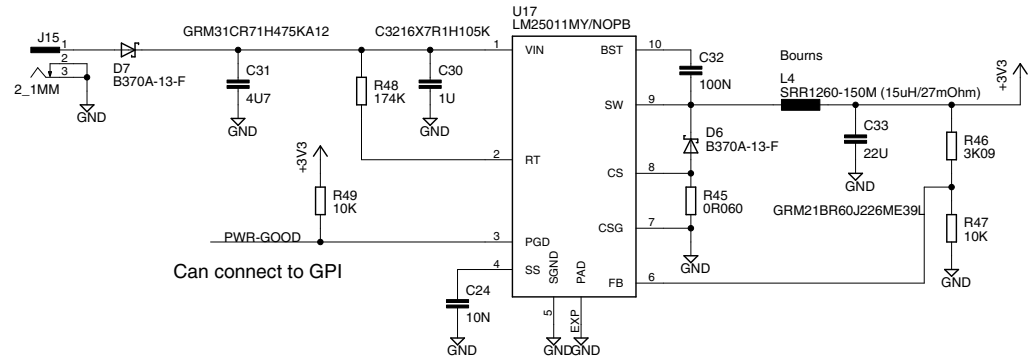 U17
LM25011MY/NOPB
J15
1
2
3
2_1MM
GND
D7
B370A-13-F
GRM31CR71H475KA12
C31
4U7
GND
R48
174K
C3216X7R1H105K
C30
1U
GND
1
VIN
2
RT
3
PGD
4
SS
5
SGND
EXP
PAD
6
FB
7
CSG
8
CS
9
SW
10
BST
+3V3
R49
10K
PWR-GOOD
Can connect to GPI
C24
10N
GND
GND
GND
C32
100N
D6
B370A-13-F
R45
0R060
GND
Bourns
L4
SRR1260-150M (15uH/27mOhm)
C33
22U
GND
GRM21BR60J226ME39L
+3V3
R46
3K09
R47
10K
GND